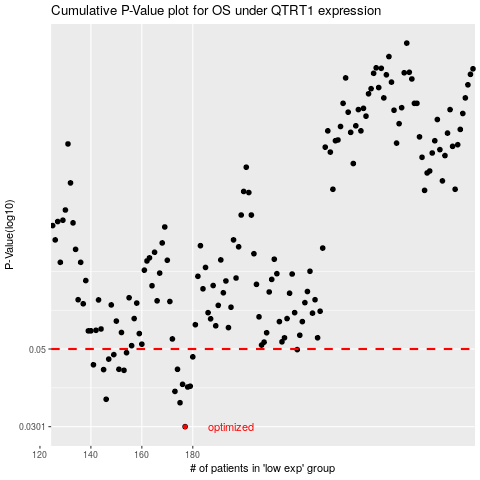 Cumulative P-Value plot for OS under QTRT1 expression
P-Value(log10)
0.05
0.0301
optimized
120 140 160 180
# of patients in 'low exp' group